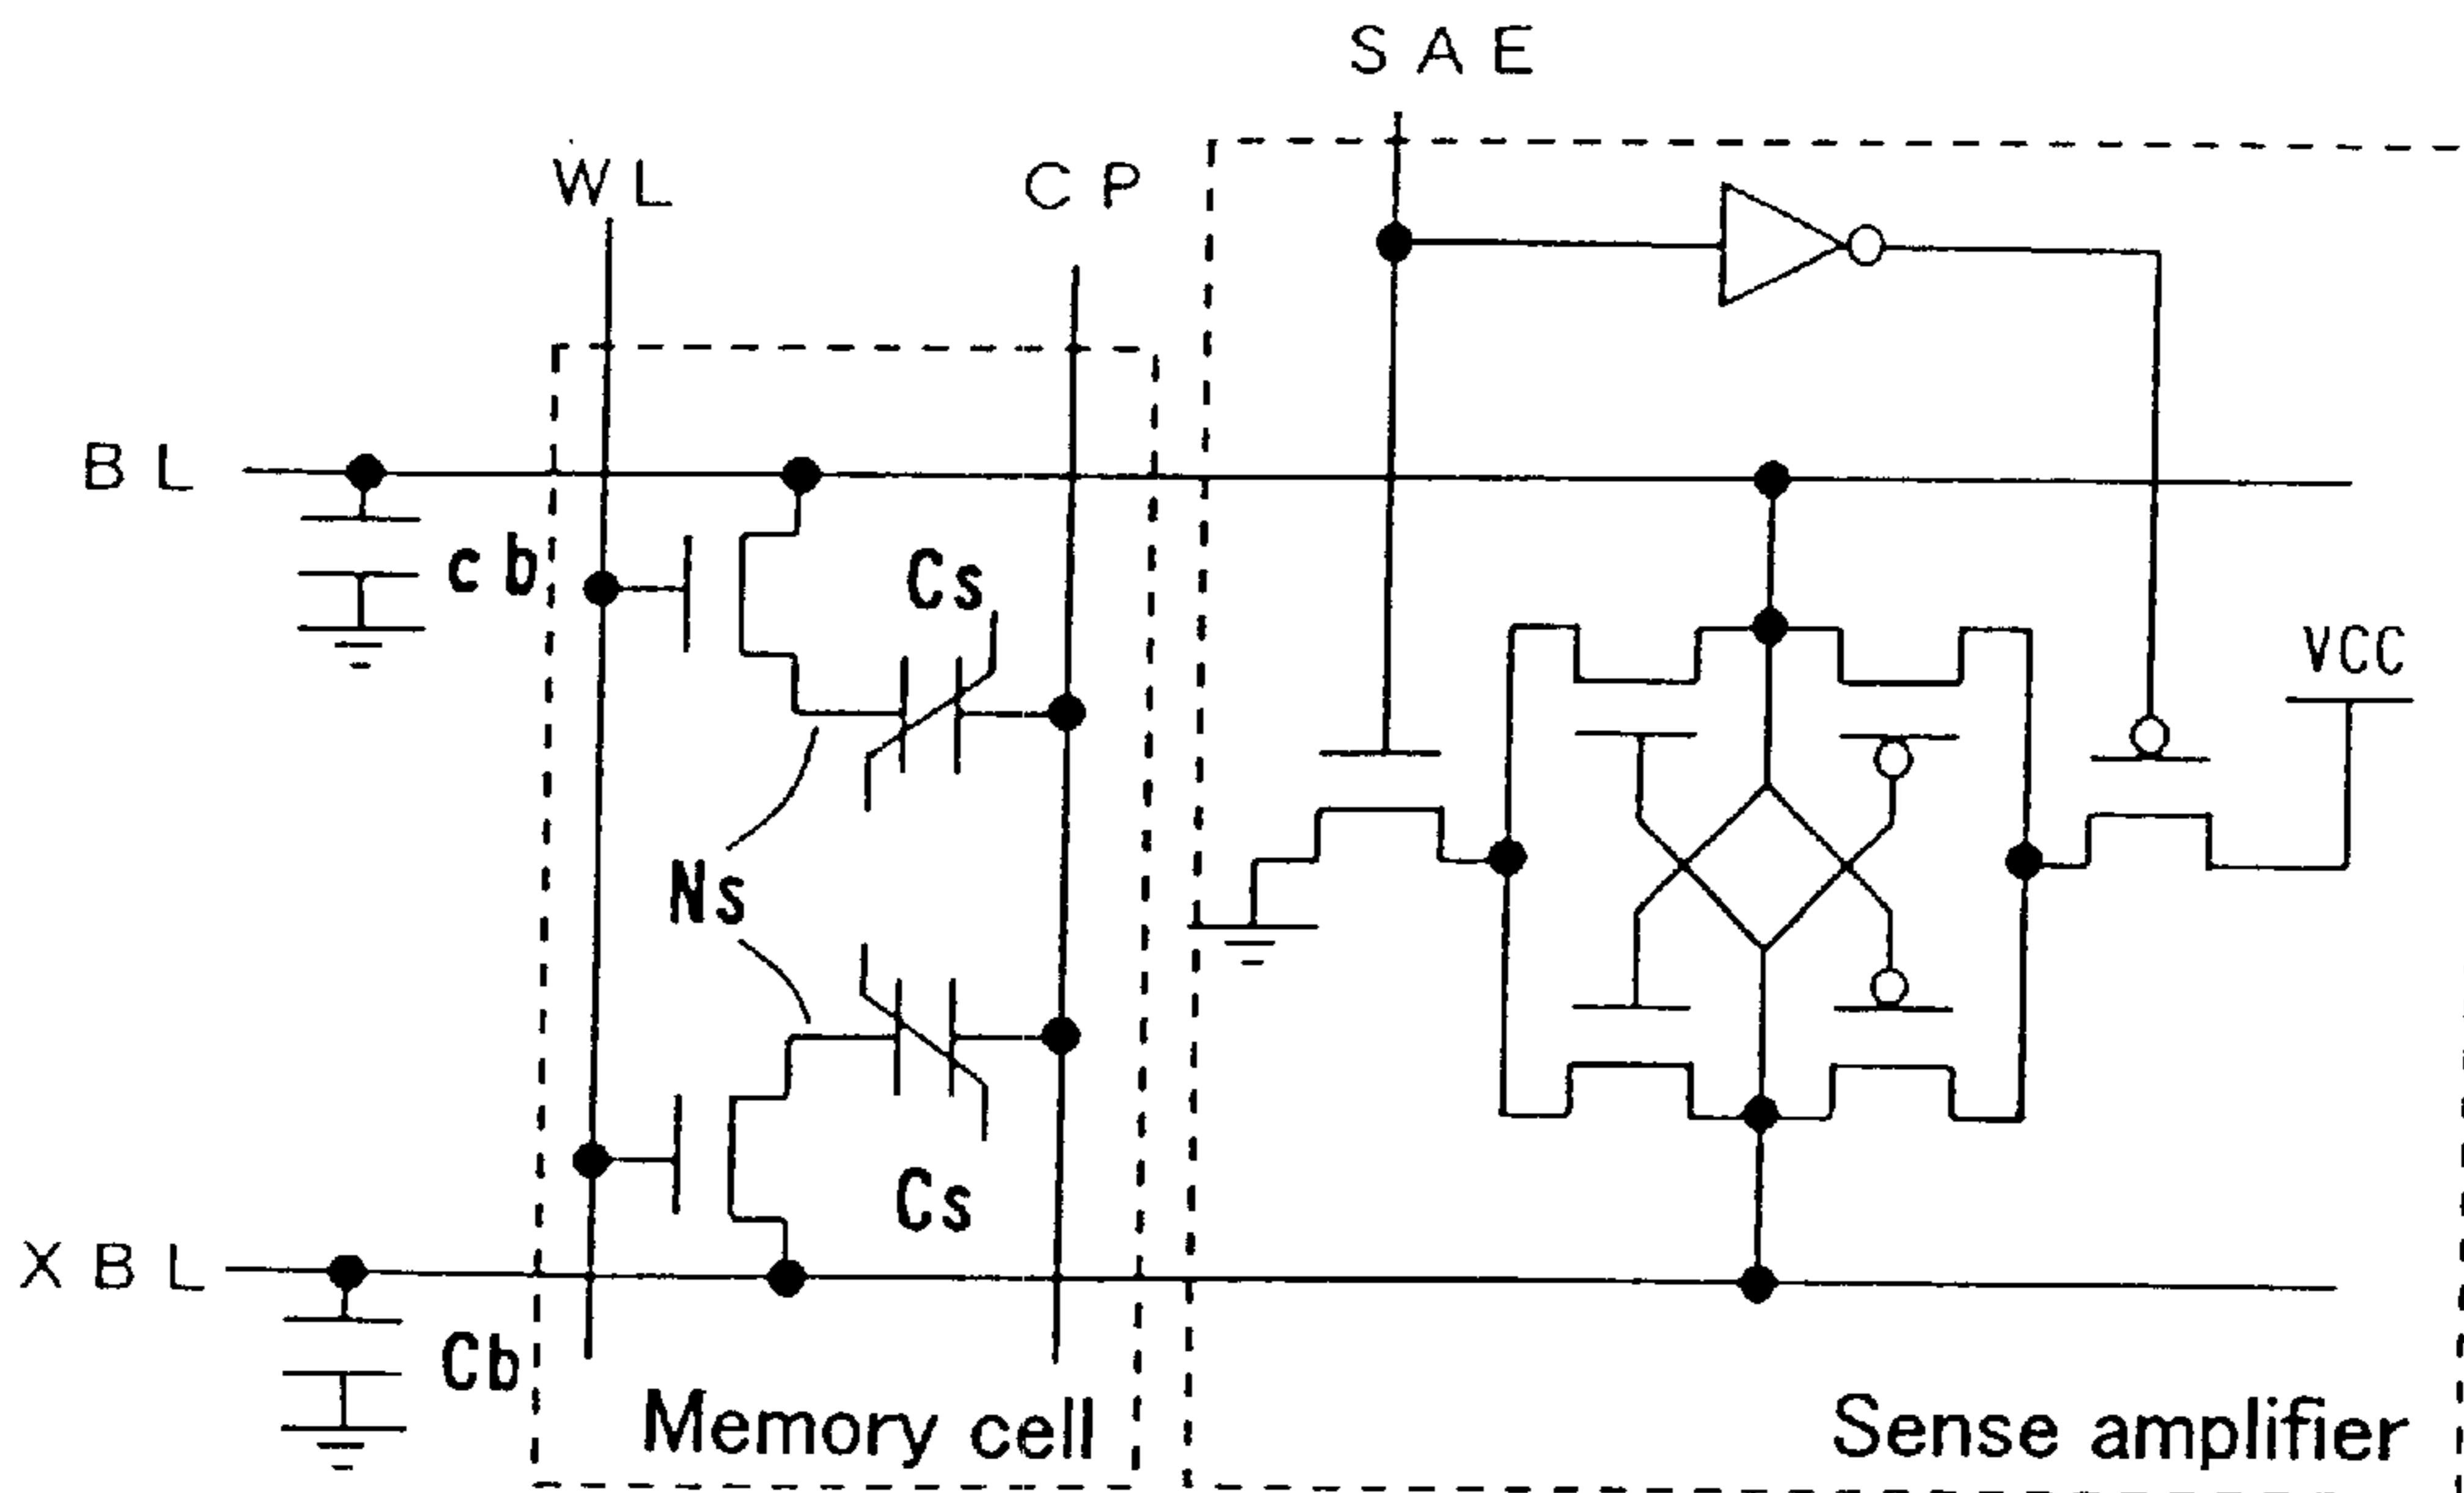 SAE
WL
CP
BL
cb
Cs
VCC
Ns
Cs
XBL
Cb
Memory cell
Sense amplifier